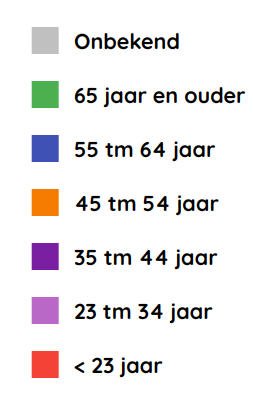 Onbekend
65 jaar en ouder
55 tm 64 jaar
45 tm 54 jaar
35 tm 44 jaar
23 tm 34 jaar
< 23 jaar